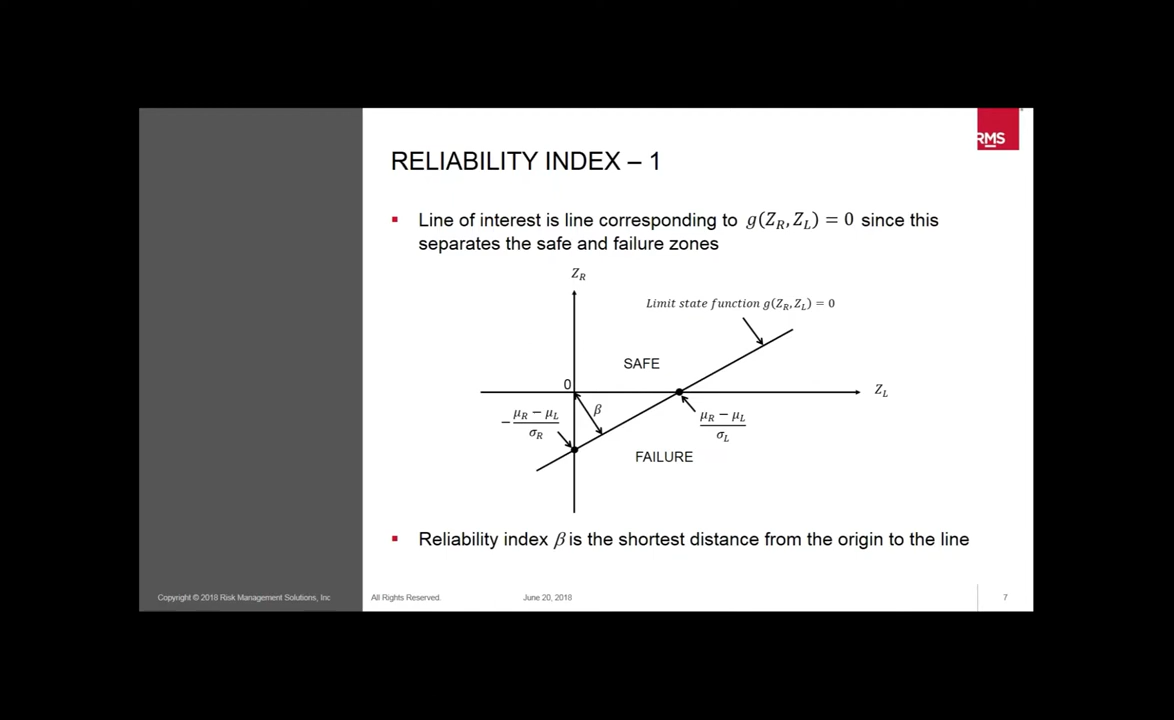 RMS
RELIABILITY INDEX – 1
▪ Line of interest is line corresponding to g(Z_R, Z_L) = 0 since this
separates the safe and failure zones
Z_R
Limit state function g(Z_R, Z_L) = 0
SAFE
0
Z_L
β
−(μ_R − μ_L)/σ_R
(μ_R − μ_L)/σ_L
FAILURE
▪ Reliability index β is the shortest distance from the origin to the line
Copyright © 2018 Risk Management Solutions, Inc All Rights Reserved. June 20, 2018 7